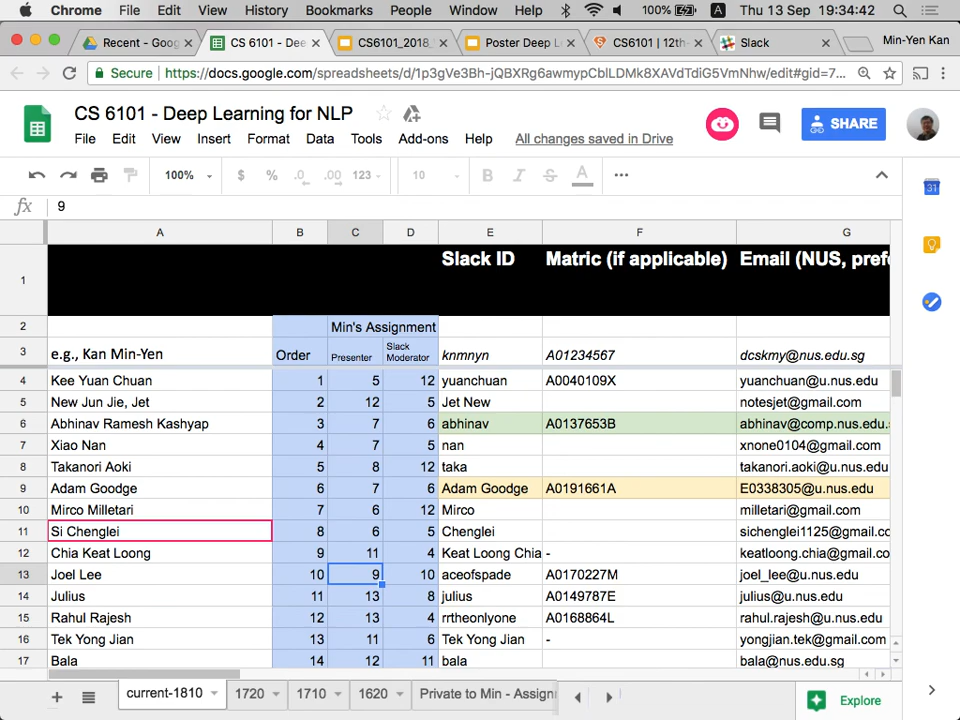 Chrome File Edit View History Bookmarks People Window Help 100% A Thu 13 Sep 19:34:42
Recent - Goog CS 6101 - Dee CS6101_2018_ Poster Deep L CS6101 | 12th- Slack Min-Yen Kan
Secure https://docs.google.com/spreadsheets/d/1p3gVe3Bh-jQBXRg6awmypCblLDMk8XAVdTdiG5VmNhw/edit#gid=7...
CS 6101 - Deep Learning for NLP
File Edit View Insert Format Data Tools Add-ons Help All changes saved in Drive
SHARE
100% $ % .0 .00 123 10 B I S A
fx 9
A B C D E F G
1 Slack ID Matric (if applicable) Email (NUS, prefe
2 Min's Assignment
3 e.g., Kan Min-Yen Order Presenter Slack Moderator knmnyn A01234567 dcskmy@nus.edu.sg
4 Kee Yuan Chuan 1 5 12 yuanchuan A0040109X yuanchuan@u.nus.edu
5 New Jun Jie, Jet 2 12 5 Jet New notesjet@gmail.com
6 Abhinav Ramesh Kashyap 3 7 6 abhinav A0137653B abhinav@comp.nus.edu.
7 Xiao Nan 4 7 5 nan xnone0104@gmail.com
8 Takanori Aoki 5 8 12 taka takanori.aoki@u.nus.edu
9 Adam Goodge 6 7 6 Adam Goodge A0191661A E0338305@u.nus.edu
10 Mirco Milletari 7 6 12 Mirco milletari@gmail.com
11 Si Chenglei 8 6 5 Chenglei sichenglei1125@gmail.co
12 Chia Keat Loong 9 11 4 Keat Loong Chia - keatloong.chia@gmail.co
13 Joel Lee 10 9 10 aceofspade A0170227M joel_lee@u.nus.edu
14 Julius 11 13 8 julius A0149787E julius@u.nus.edu
15 Rahul Rajesh 12 13 4 rrtheonlyone A0168864L rahul.rajesh@u.nus.edu
16 Tek Yong Jian 13 11 6 Tek Yong Jian - yongjian.tek@gmail.com
17 Bala 14 12 11 bala bala@nus.edu.sg
current-1810 1720 1710 1620 Private to Min - Assign
Explore
31